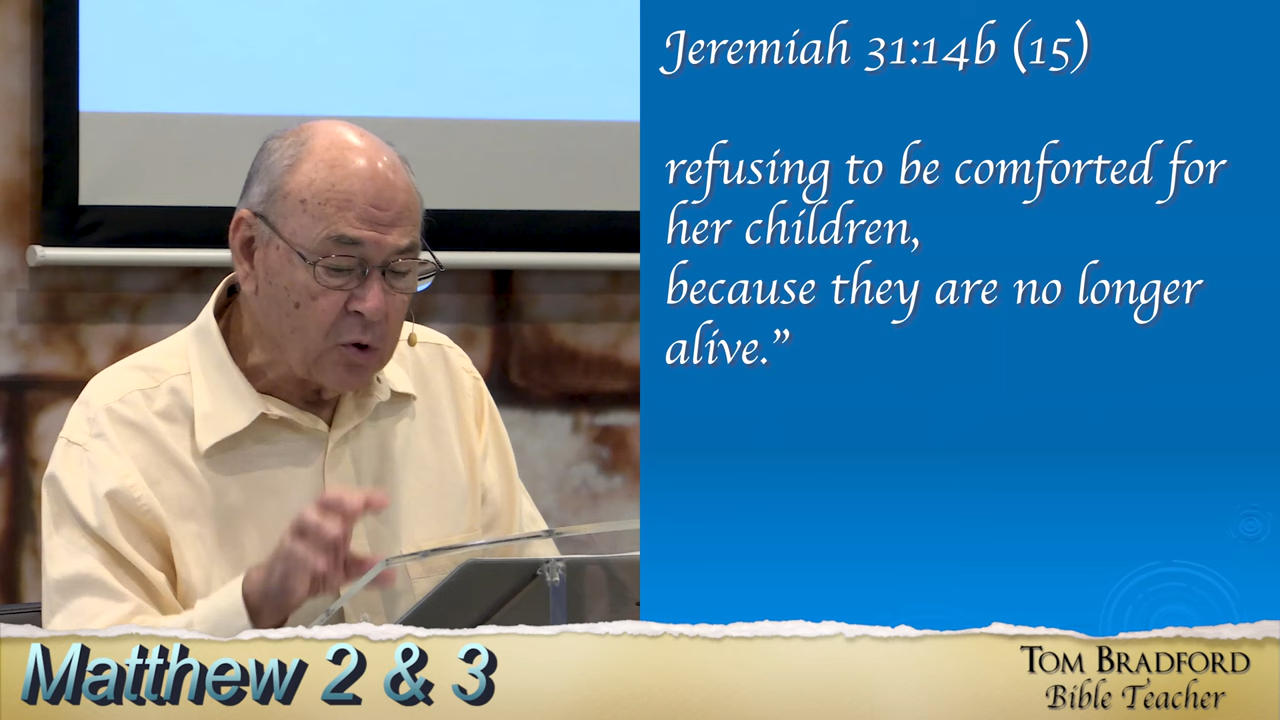 Jeremiah 31:14b (15)
refusing to be comforted for
her children,
because they are no longer
alive.”
Matthew 2 & 3
TOM BRADFORD
Bible Teacher